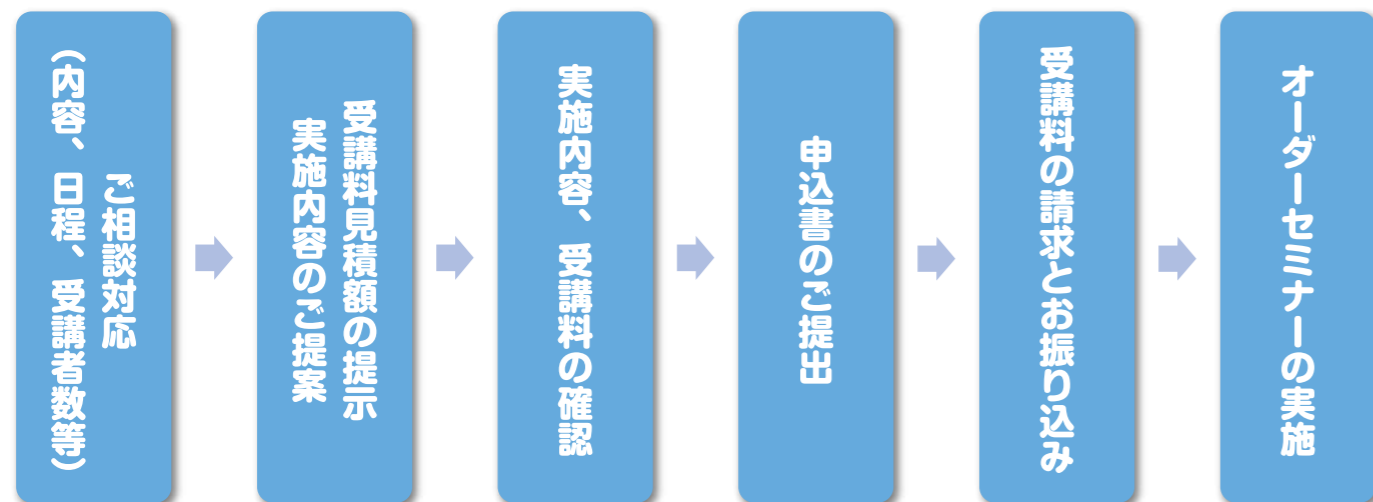 ご相談対応
（内容、日程、受講者数等）
受講料見積額の提示
実施内容のご提案
実施内容、受講料の確認
申込書のご提出
受講料の請求とお振り込み
オーダーセミナーの実施